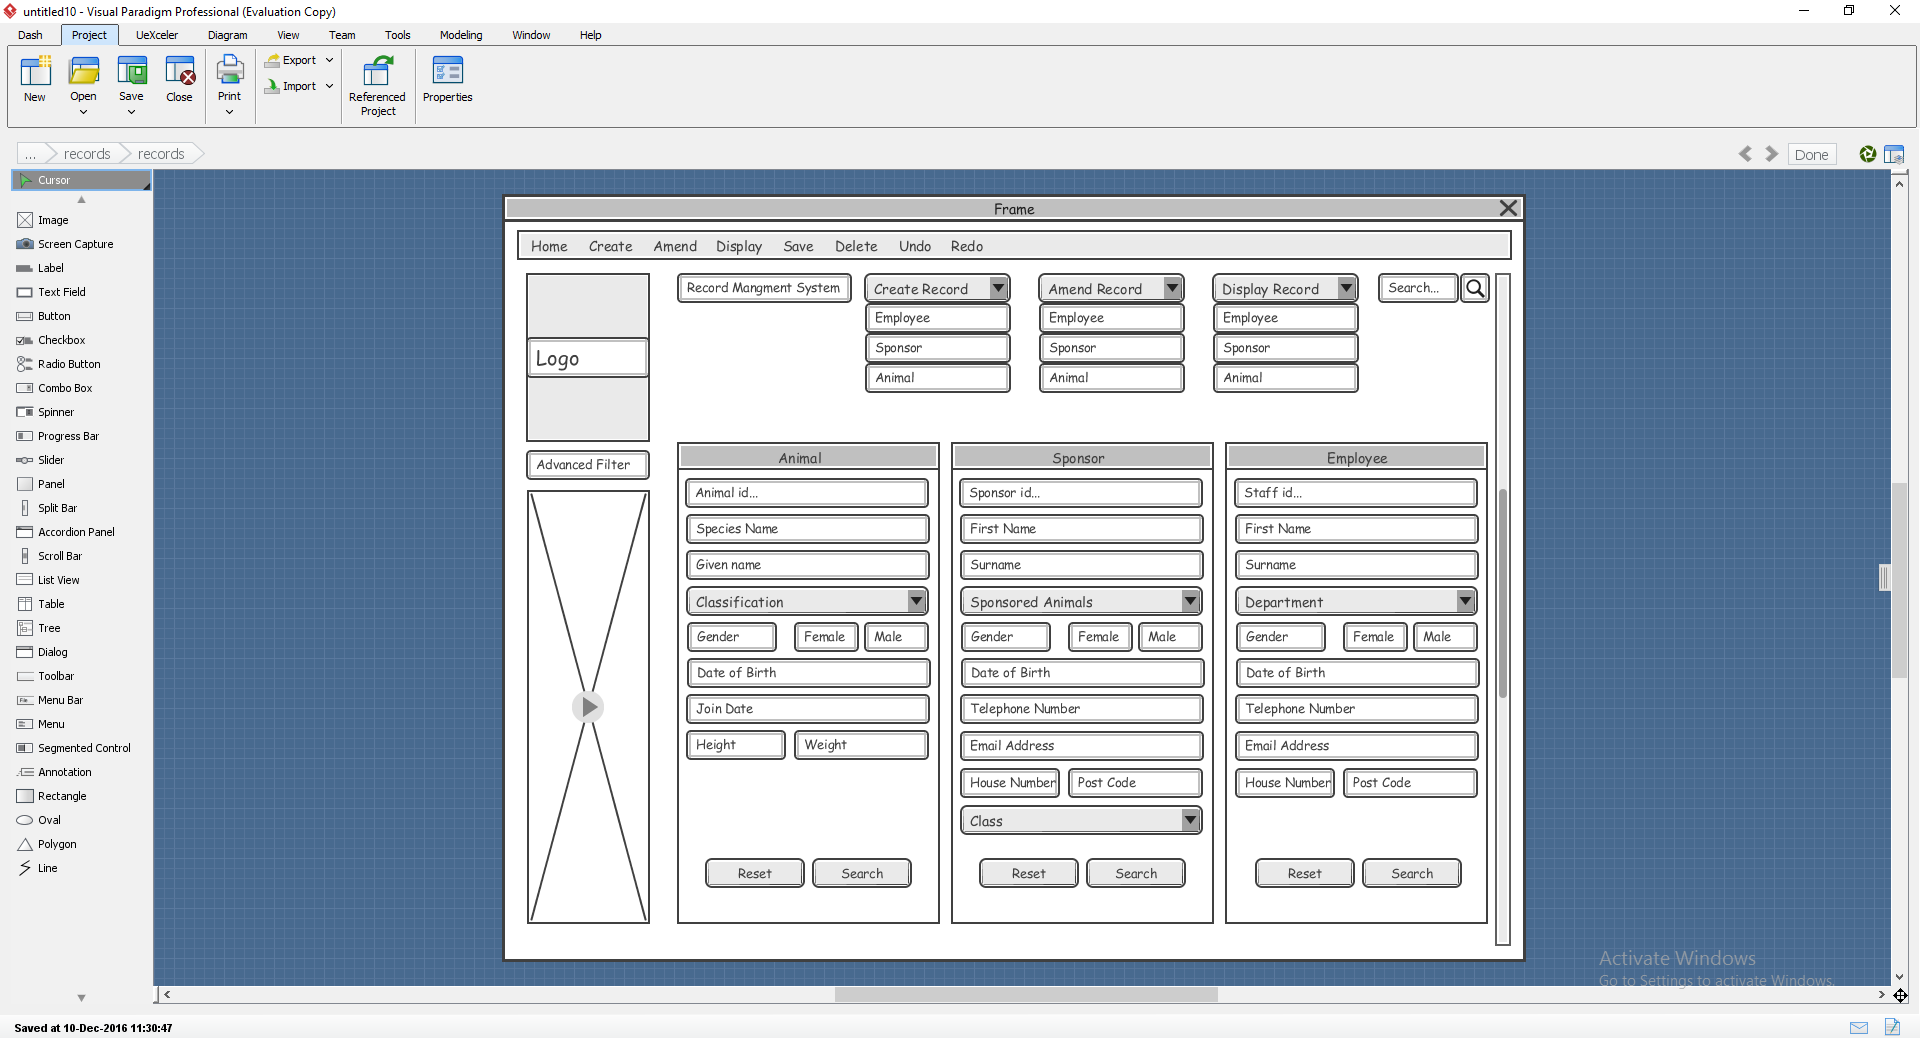 untitled10 - Visual Paradigm Professional (Evaluation Copy)
Dash Project UeXceler Diagram View Team Tools Modeling Window Help
New Open Save Close Print Export Import Referenced Project Properties
... records records Done
Cursor
Image
Screen Capture
Label
Text Field
Button
Checkbox
Radio Button
Combo Box
Spinner
Progress Bar
Slider
Panel
Split Bar
Accordion Panel
Scroll Bar
List View
Table
Tree
Dialog
Toolbar
Menu Bar
Menu
Segmented Control
Annotation
Rectangle
Oval
Polygon
Line
Frame
Home Create Amend Display Save Delete Undo Redo
Logo
Advanced Filter
Record Mangment System
Create Record
Employee
Sponsor
Animal
Amend Record
Employee
Sponsor
Animal
Display Record
Employee
Sponsor
Animal
Search...
Animal
Animal id...
Species Name
Given name
Classification
Gender Female Male
Date of Birth
Join Date
Height Weight
Reset Search
Sponsor
Sponsor id...
First Name
Surname
Sponsored Animals
Gender Female Male
Date of Birth
Telephone Number
Email Address
House Number Post Code
Class
Reset Search
Employee
Staff id...
First Name
Surname
Department
Gender Female Male
Date of Birth
Telephone Number
Email Address
House Number Post Code
Reset Search
Activate Windows
Go to Settings to activate Windows.
Saved at 10-Dec-2016 11:30:47